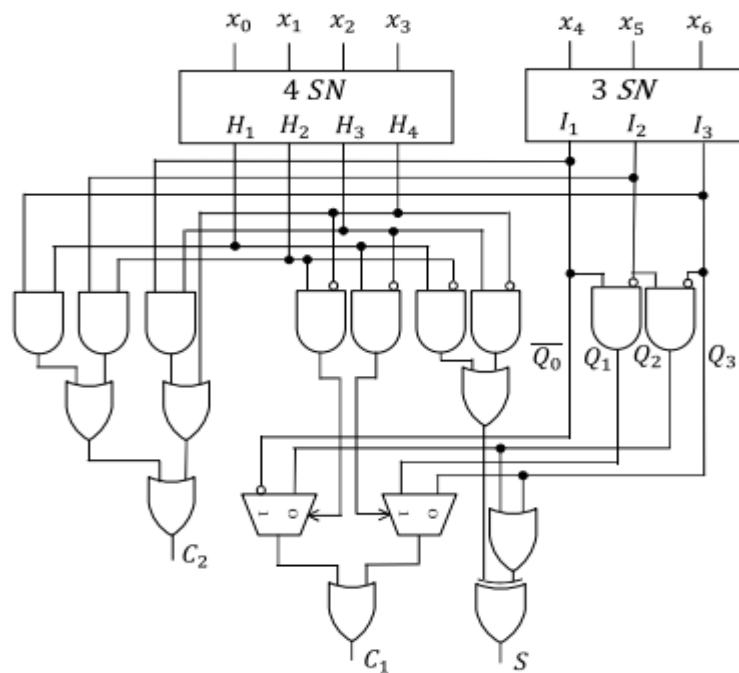 x₀ x₁ x₂ x₃ x₄ x₅ x₆
4 SN 3 SN
H₁ H₂ H₃ H₄ I₁ I₂ I₃
Q̅₀ Q₁ Q₂ Q₃
1 0 1 0
C₂
C₁ S